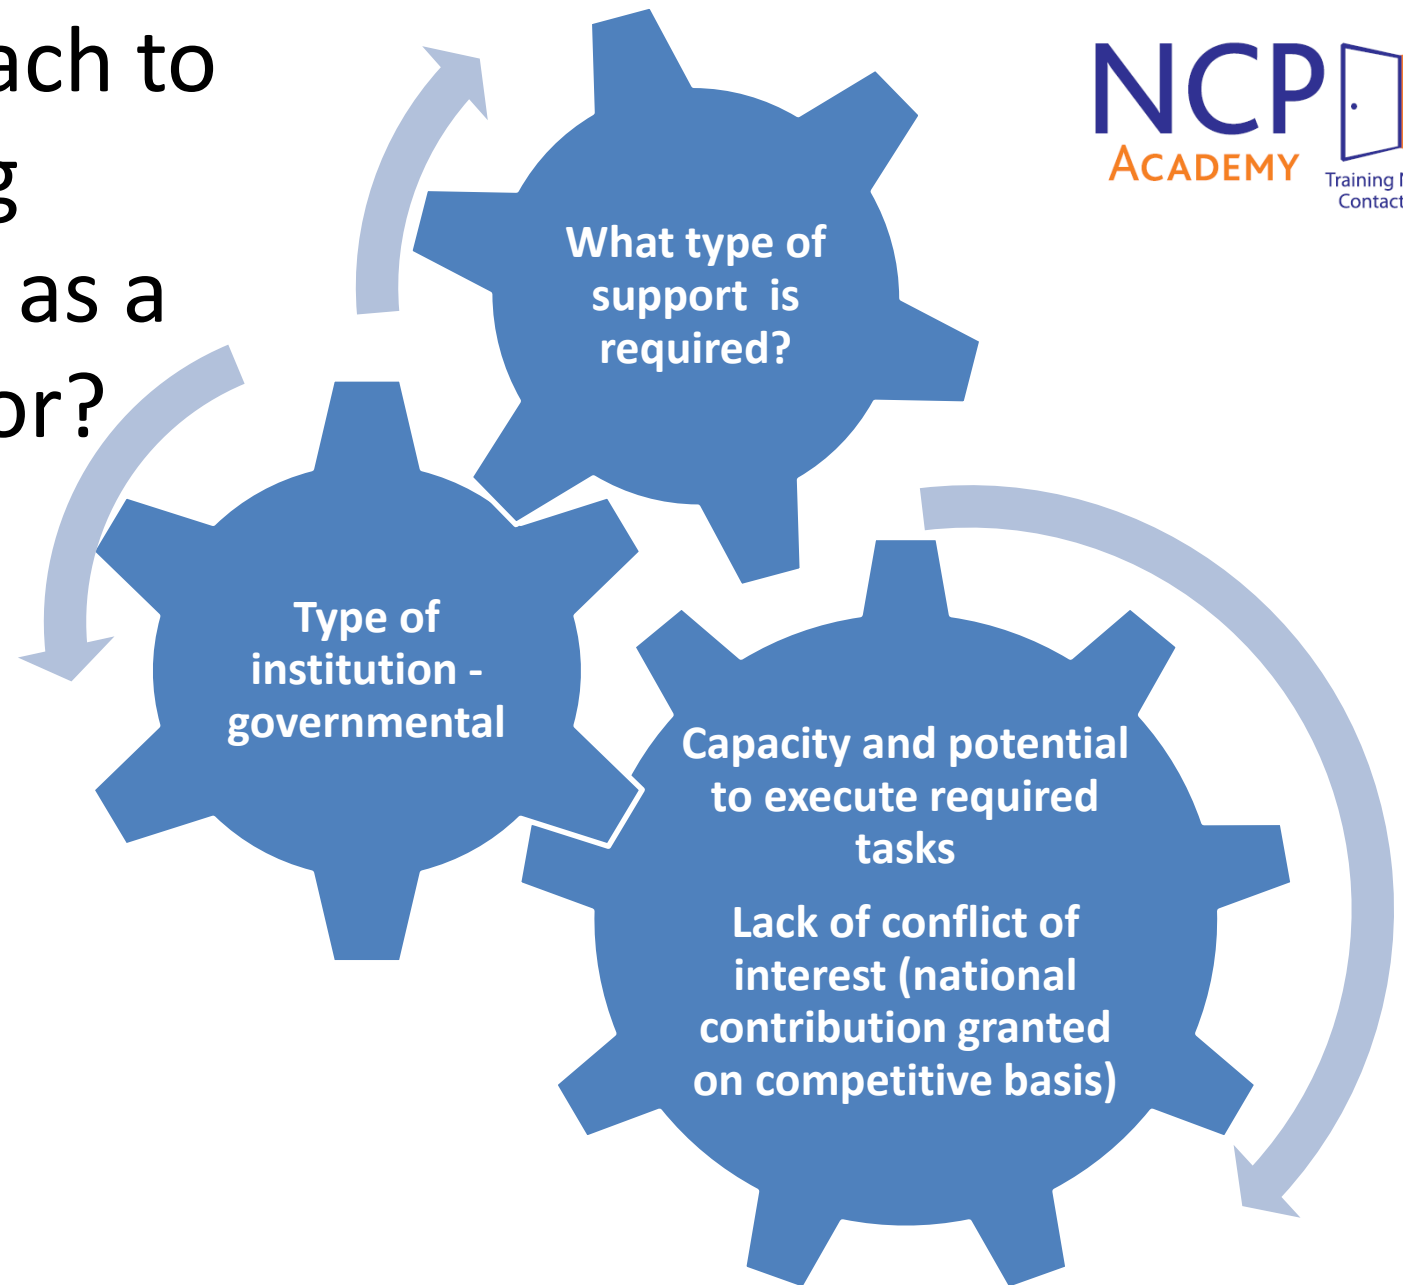 ach to
g
as a
or?
NCP
ACADEMY
Training
Contact
What type of
support is
required?
Type of
institution -
governmental
Capacity and potential
to execute required
tasks
Lack of conflict of
interest (national
contribution granted
on competitive basis)